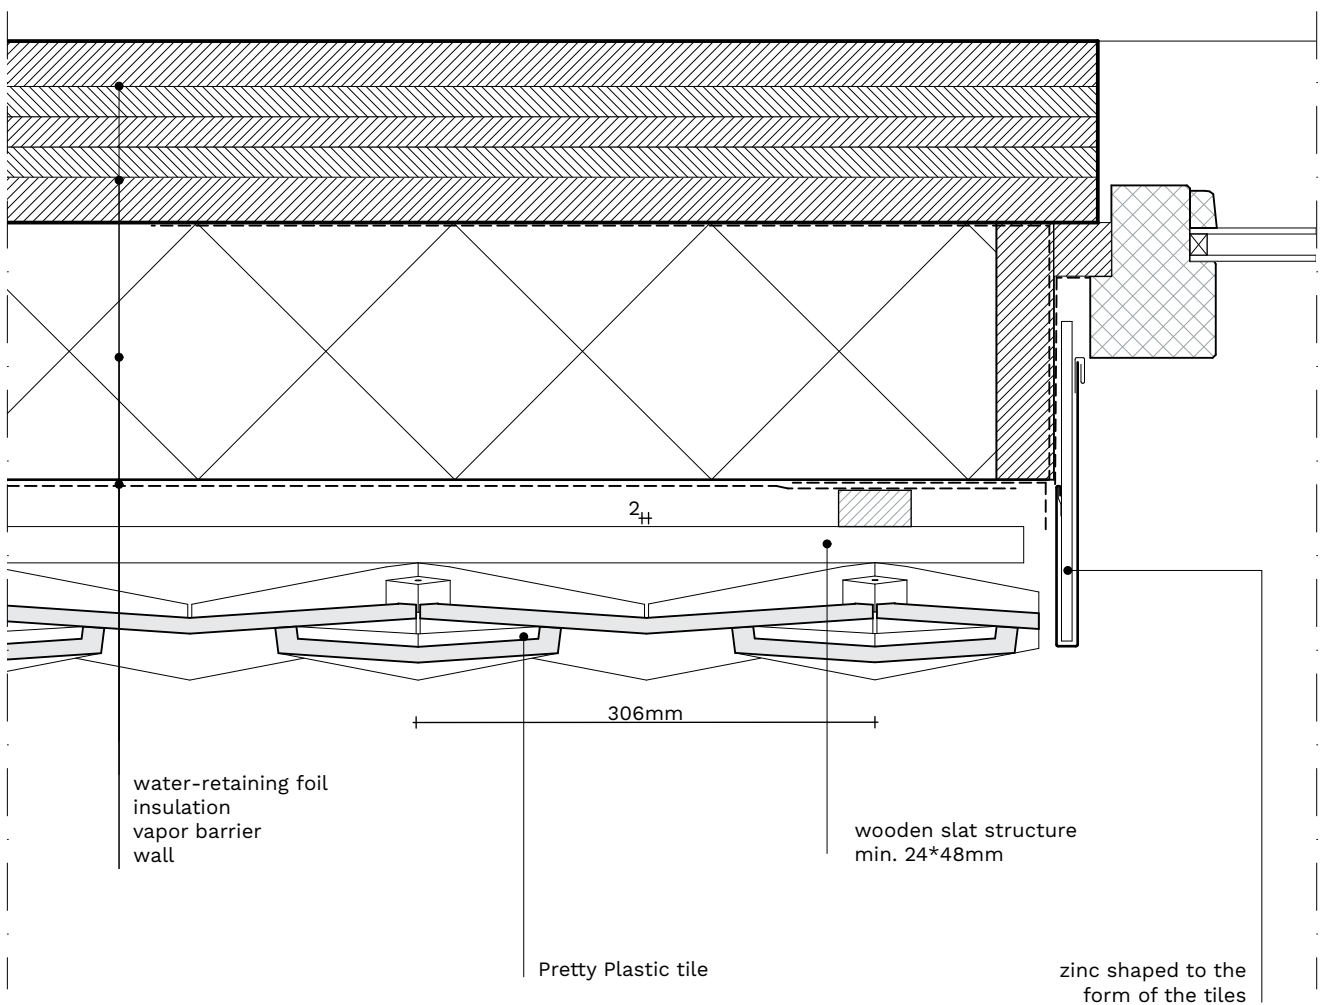 2
306mm
water-retaining foil
insulation
vapor barrier
wall
wooden slat structure
min. 24*48mm
Pretty Plastic tile
zinc shaped to the
form of the tiles